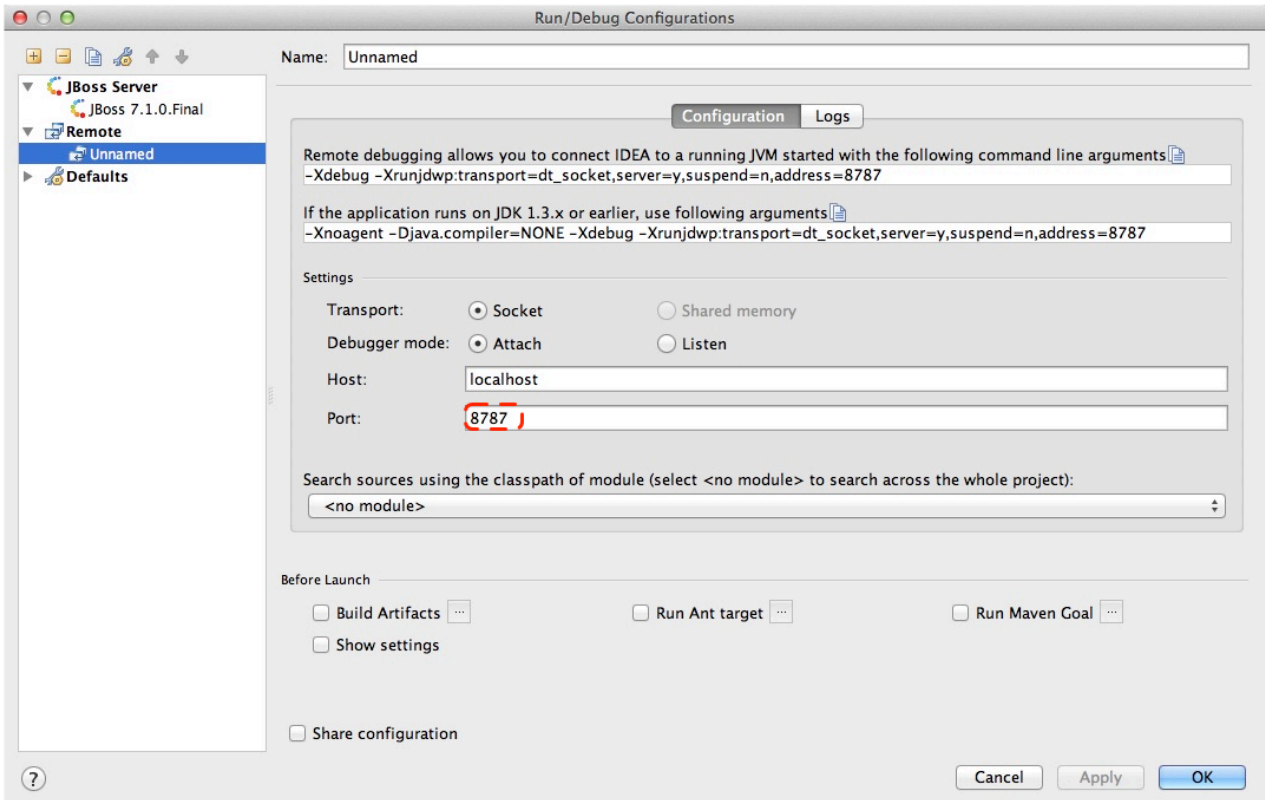 Run/Debug Configurations
Name: Unnamed
JBoss Server
JBoss 7.1.0.Final
Remote
Unnamed
Defaults
Configuration Logs
Remote debugging allows you to connect IDEA to a running JVM started with the following command line arguments
-Xdebug -Xrunjdwp:transport=dt_socket,server=y,suspend=n,address=8787
If the application runs on JDK 1.3.x or earlier, use following arguments
-Xnoagent -Djava.compiler=NONE -Xdebug -Xrunjdwp:transport=dt_socket,server=y,suspend=n,address=8787
Settings
Transport: Socket Shared memory
Debugger mode: Attach Listen
Host: localhost
Port: 8787
Search sources using the classpath of module (select <no module> to search across the whole project):
<no module>
Before Launch
Build Artifacts ... Run Ant target ... Run Maven Goal ...
Show settings
Share configuration
? Cancel Apply OK